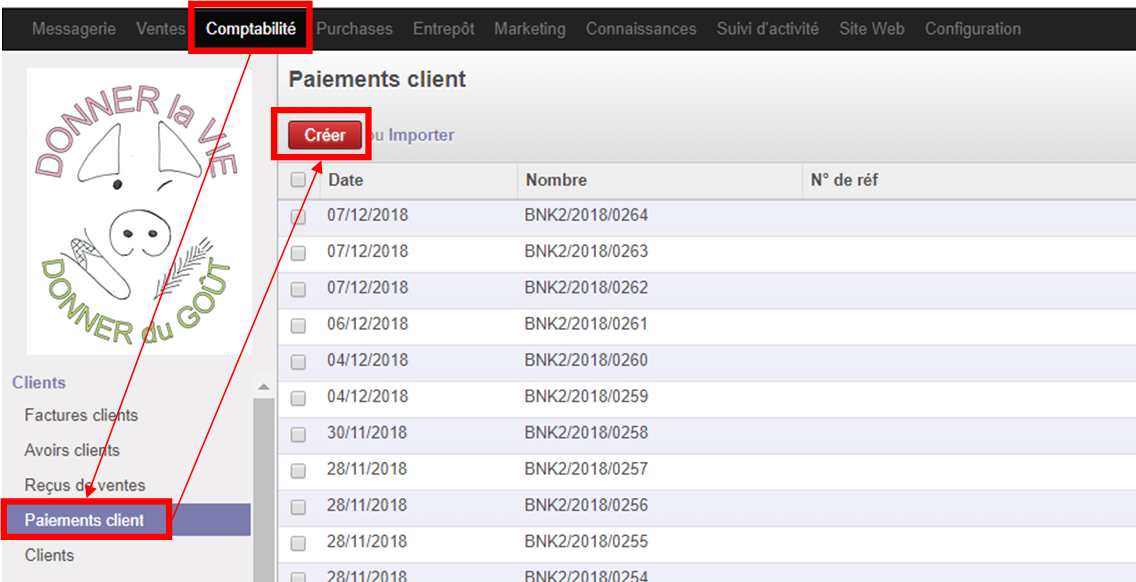 Messagerie Ventes Comptabilité Purchases Entrepôt Marketing Connaissances Suivi d'activité Site Web Configuration
DONNER la VIE
DONNER du GOÛT
Clients
Factures clients
Avoirs clients
Reçus de ventes
Paiements client
Clients
Paiements client
Créer ou Importer
Date Nombre N° de réf
07/12/2018 BNK2/2018/0264
07/12/2018 BNK2/2018/0263
07/12/2018 BNK2/2018/0262
06/12/2018 BNK2/2018/0261
04/12/2018 BNK2/2018/0260
04/12/2018 BNK2/2018/0259
30/11/2018 BNK2/2018/0258
28/11/2018 BNK2/2018/0257
28/11/2018 BNK2/2018/0256
28/11/2018 BNK2/2018/0255
28/11/2018 BNK2/2018/0254